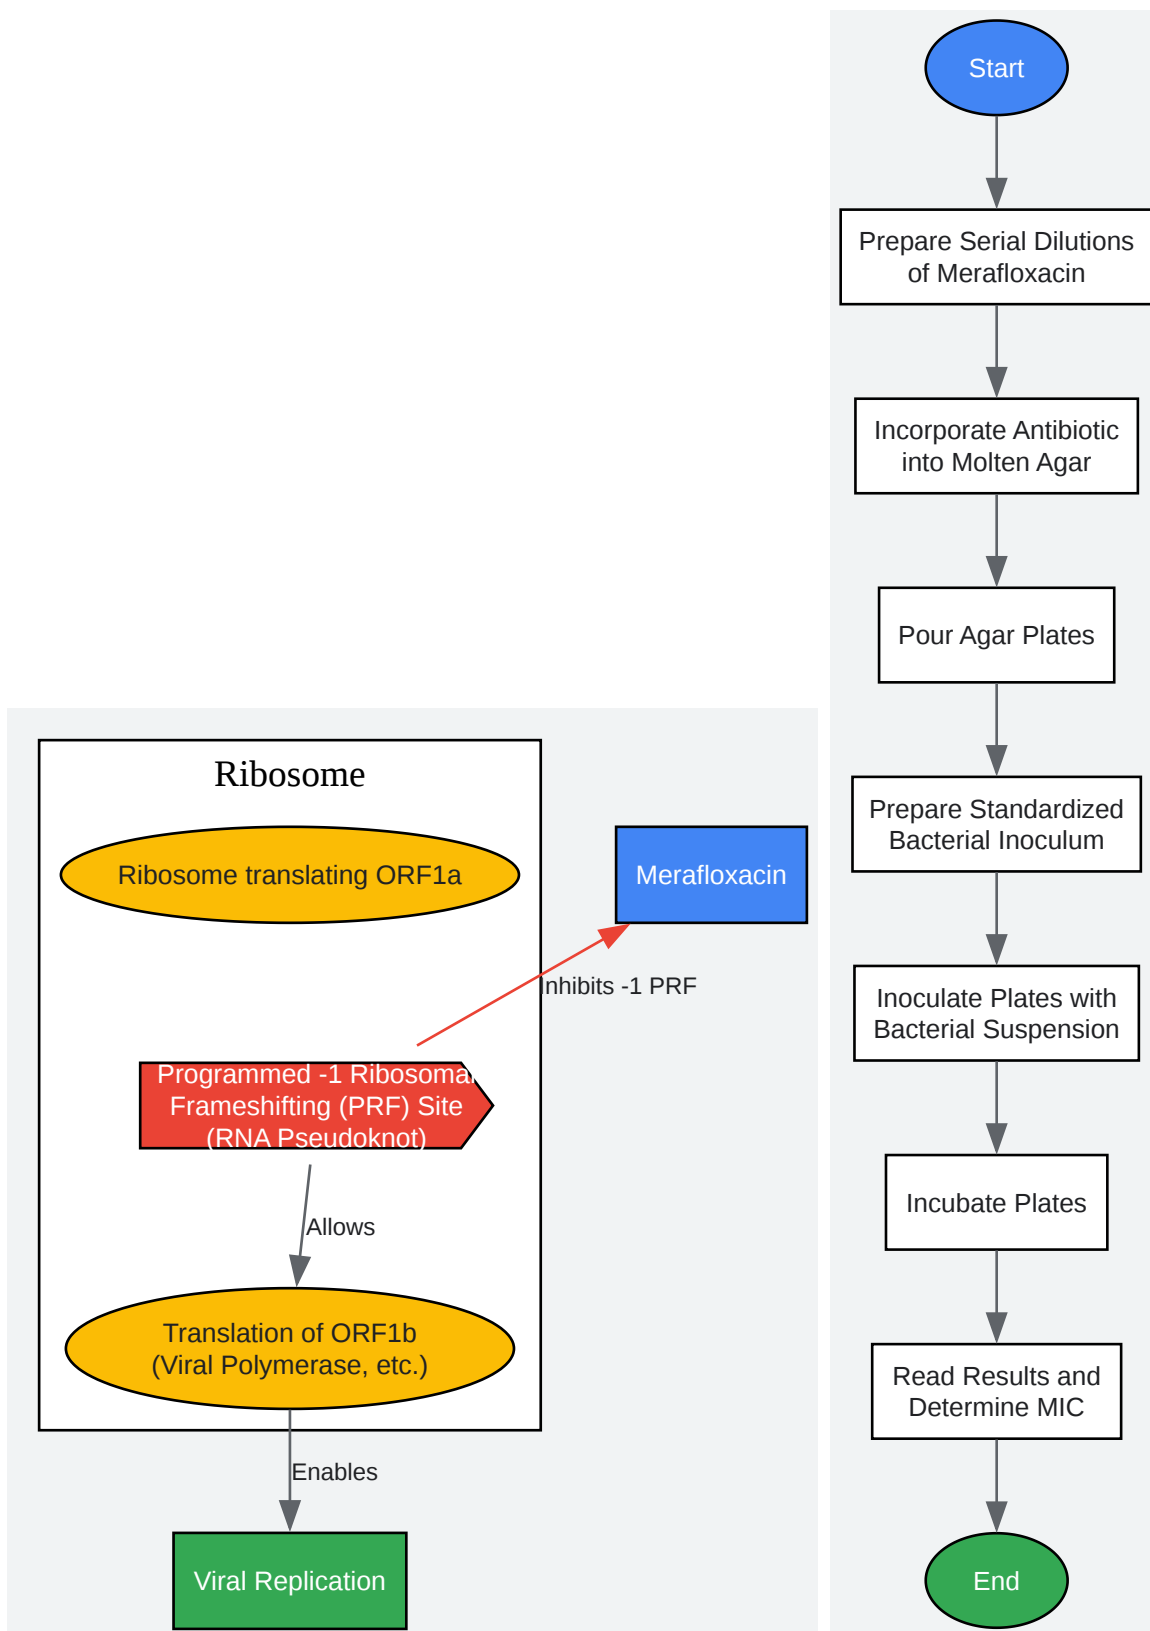 Ribosome
Ribosome translating ORF1a
Merafloxacin
Inhibits -1 PRF
Programmed -1 Ribosomal
Frameshifting (PRF) Site
(RNA Pseudoknot)
Allows
Translation of ORF1b
(Viral Polymerase, etc.)
Enables
Viral Replication
Start
Prepare Serial Dilutions
of Merafloxacin
Incorporate Antibiotic
into Molten Agar
Pour Agar Plates
Prepare Standardized
Bacterial Inoculum
Inoculate Plates with
Bacterial Suspension
Incubate Plates
Read Results and
Determine MIC
End